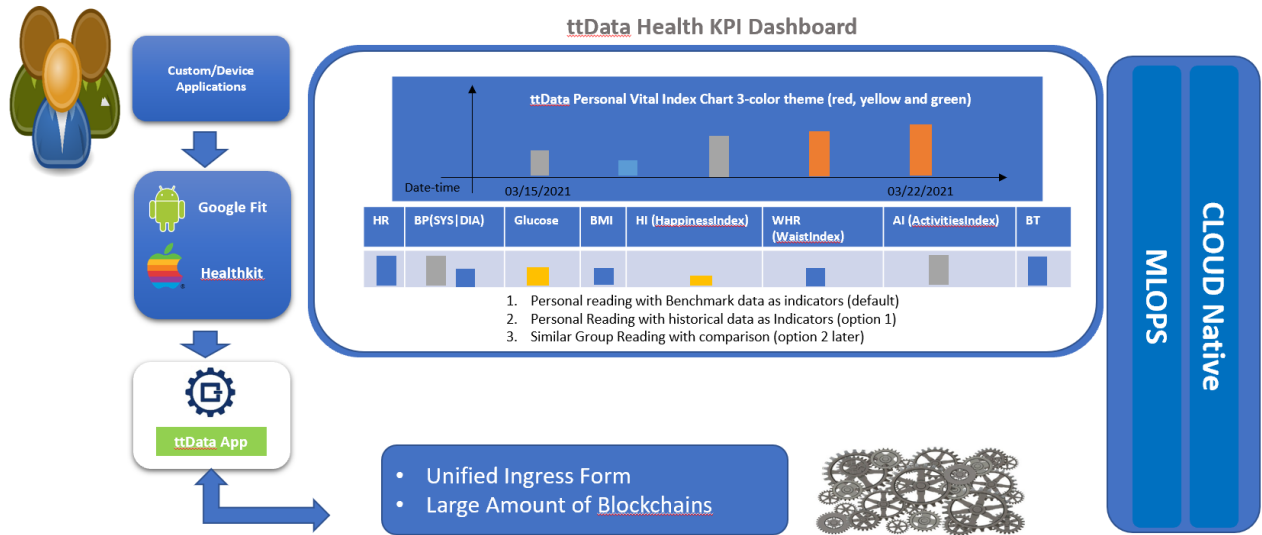 ttData Health KPI Dashboard
Custom/Device
Applications
Google Fit
Healthkit
ttData App
ttData Personal Vital Index Chart 3-color theme (red, yellow and green)
Date-time
03/15/2021
03/22/2021
HR
BP(SYS|DIA)
Glucose
BMI
HI (HappinessIndex)
WHR
(WaistIndex)
AI (ActivitiesIndex)
BT
1. Personal reading with Benchmark data as indicators (default)
2. Personal Reading with historical data as Indicators (option 1)
3. Similar Group Reading with comparison (option 2 later)
• Unified Ingress Form
• Large Amount of Blockchains
MLOPS
CLOUD Native